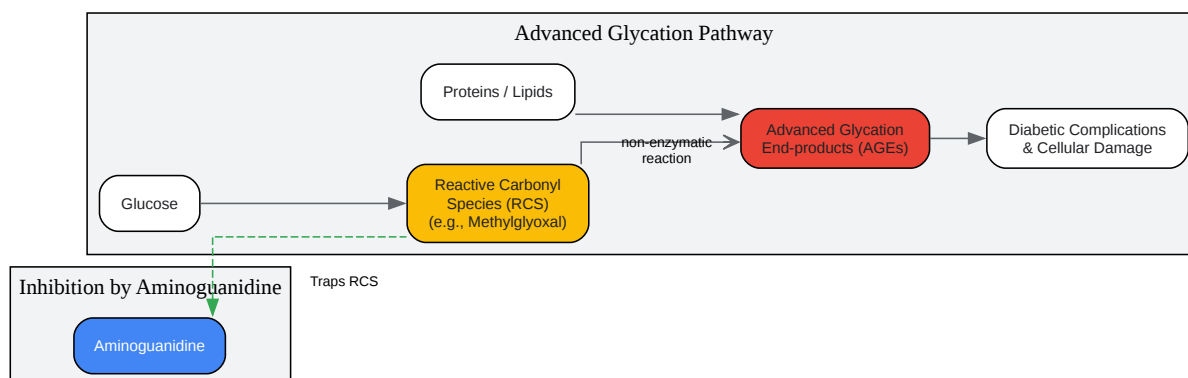 Advanced Glycation Pathway
Proteins / Lipids
Advanced Glycation
End-products (AGEs)
Diabetic Complications
& Cellular Damage
non-enzymatic
reaction
Reactive Carbonyl
Species (RCS)
(e.g., Methylglyoxal)
Glucose
Inhibition by Aminoguanidine
Traps RCS
Aminoguanidine